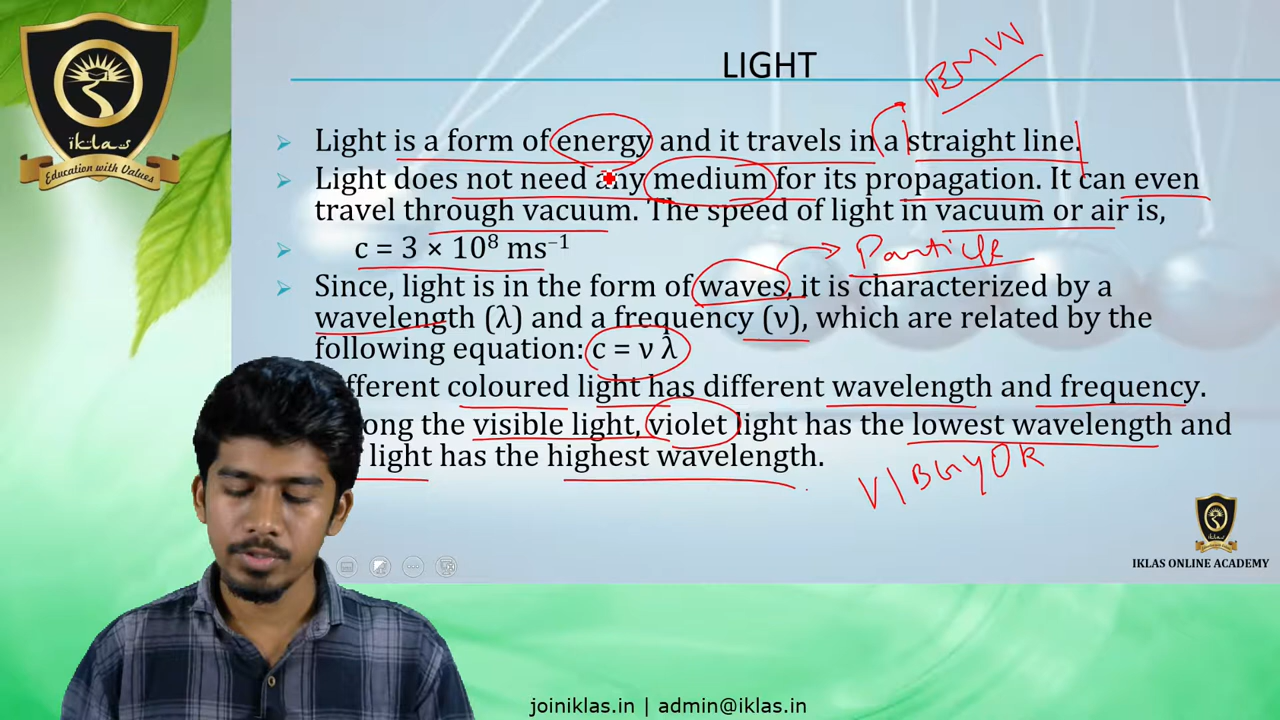 LIGHT
BMW
Light is a form of energy and it travels in a straight line.
Light does not need any medium for its propagation. It can even
travel through vacuum. The speed of light in vacuum or air is,
c = 3 × 10⁸ ms⁻¹
Particle
Since, light is in the form of waves, it is characterized by a
wavelength (λ) and a frequency (ν), which are related by the
following equation: c = ν λ
fferent coloured light has different wavelength and frequency.
ong the visible light, violet light has the lowest wavelength and
light has the highest wavelength.
VIBGYOR
iklas
Education with Values
IKLAS ONLINE ACADEMY
joiniklas.in | admin@iklas.in